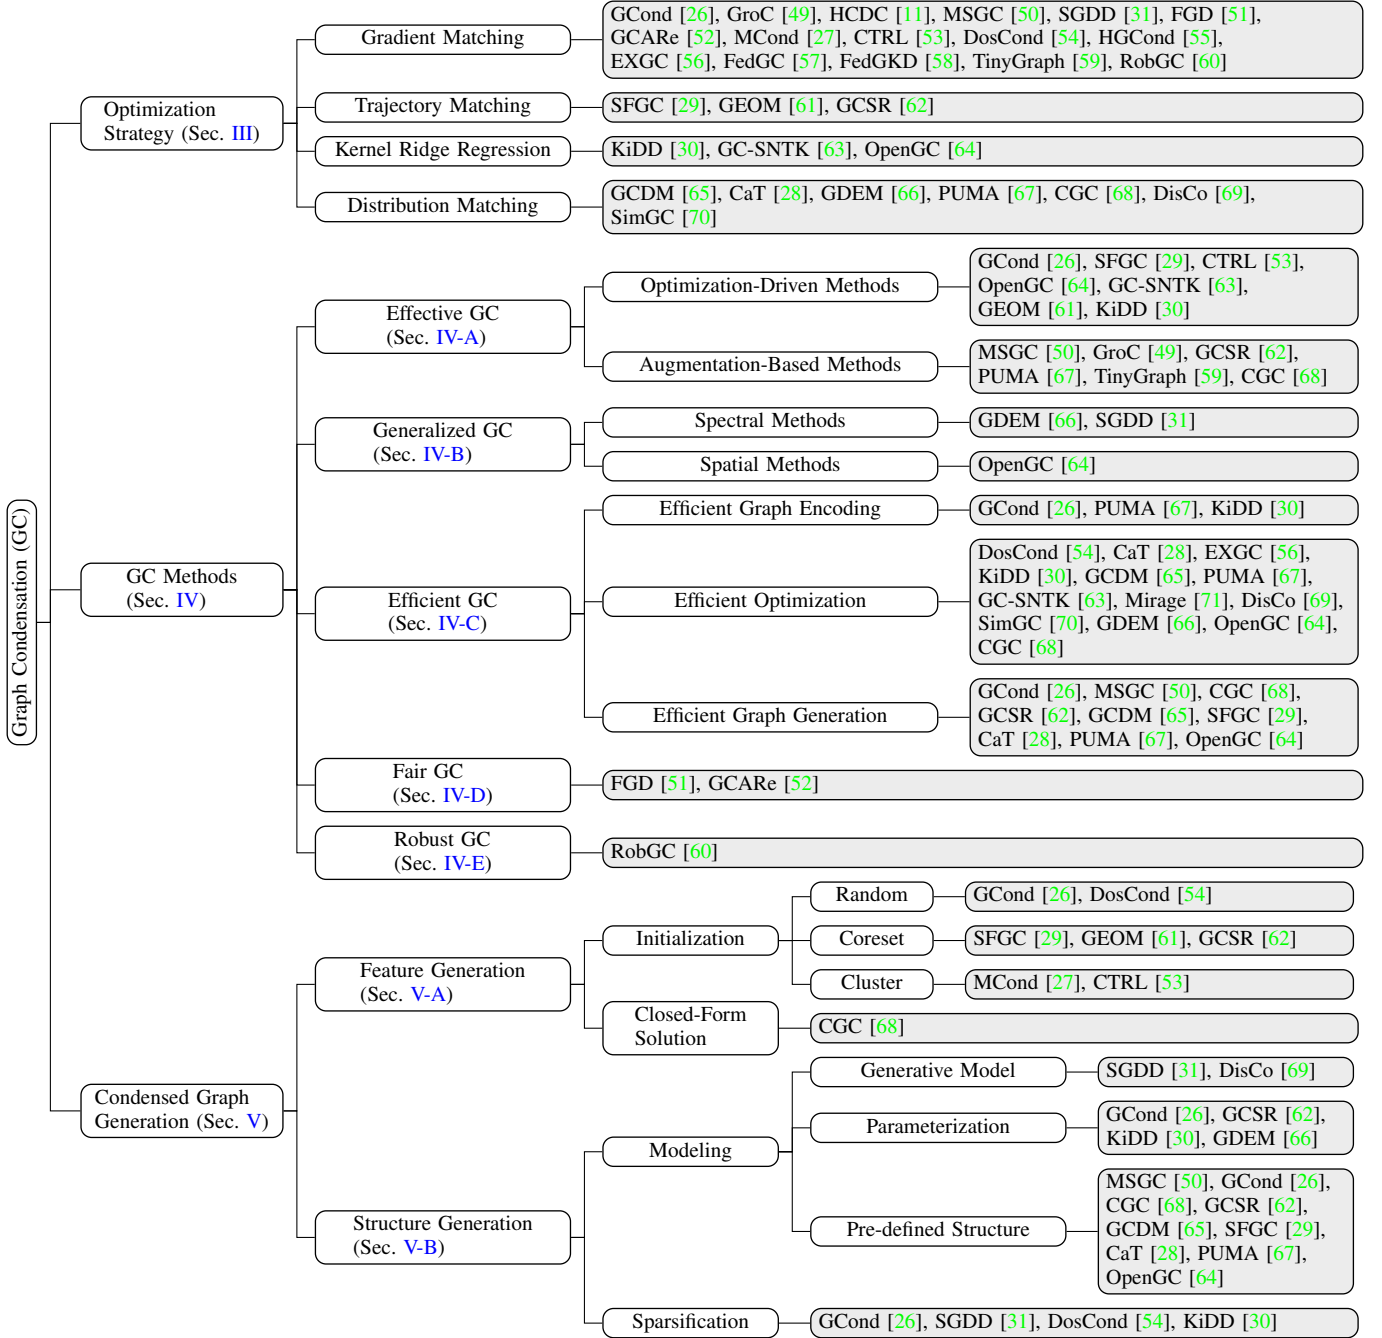 Graph Condensation (GC)
Optimization
Strategy (Sec. III)
Gradient Matching
GCond [26], GroC [49], HCDC [11], MSGC [50], SGDD [31], FGD [51],
GCARe [52], MCond [27], CTRL [53], DosCond [54], HGCond [55],
EXGC [56], FedGC [57], FedGKD [58], TinyGraph [59], RobGC [60]
Trajectory Matching
SFGC [29], GEOM [61], GCSR [62]
Kernel Ridge Regression
KiDD [30], GC-SNTK [63], OpenGC [64]
Distribution Matching
GCDM [65], CaT [28], GDEM [66], PUMA [67], CGC [68], DisCo [69],
SimGC [70]
GC Methods
(Sec. IV)
Effective GC
(Sec. IV-A)
Optimization-Driven Methods
GCond [26], SFGC [29], CTRL [53],
OpenGC [64], GC-SNTK [63],
GEOM [61], KiDD [30]
Augmentation-Based Methods
MSGC [50], GroC [49], GCSR [62],
PUMA [67], TinyGraph [59], CGC [68]
Generalized GC
(Sec. IV-B)
Spectral Methods
GDEM [66], SGDD [31]
Spatial Methods
OpenGC [64]
Efficient GC
(Sec. IV-C)
Efficient Graph Encoding
GCond [26], PUMA [67], KiDD [30]
Efficient Optimization
DosCond [54], CaT [28], EXGC [56],
KiDD [30], GCDM [65], PUMA [67],
GC-SNTK [63], Mirage [71], DisCo [69],
SimGC [70], GDEM [66], OpenGC [64],
CGC [68]
Efficient Graph Generation
GCond [26], MSGC [50], CGC [68],
GCSR [62], GCDM [65], SFGC [29],
CaT [28], PUMA [67], OpenGC [64]
Fair GC
(Sec. IV-D)
FGD [51], GCARe [52]
Robust GC
(Sec. IV-E)
RobGC [60]
Condensed Graph
Generation (Sec. V)
Feature Generation
(Sec. V-A)
Initialization
Random
GCond [26], DosCond [54]
Coreset
SFGC [29], GEOM [61], GCSR [62]
Cluster
MCond [27], CTRL [53]
Closed-Form
Solution
CGC [68]
Structure Generation
(Sec. V-B)
Modeling
Generative Model
SGDD [31], DisCo [69]
Parameterization
GCond [26], GCSR [62],
KiDD [30], GDEM [66]
Pre-defined Structure
MSGC [50], GCond [26],
CGC [68], GCSR [62],
GCDM [65], SFGC [29],
CaT [28], PUMA [67],
OpenGC [64]
Sparsification
GCond [26], SGDD [31], DosCond [54], KiDD [30]